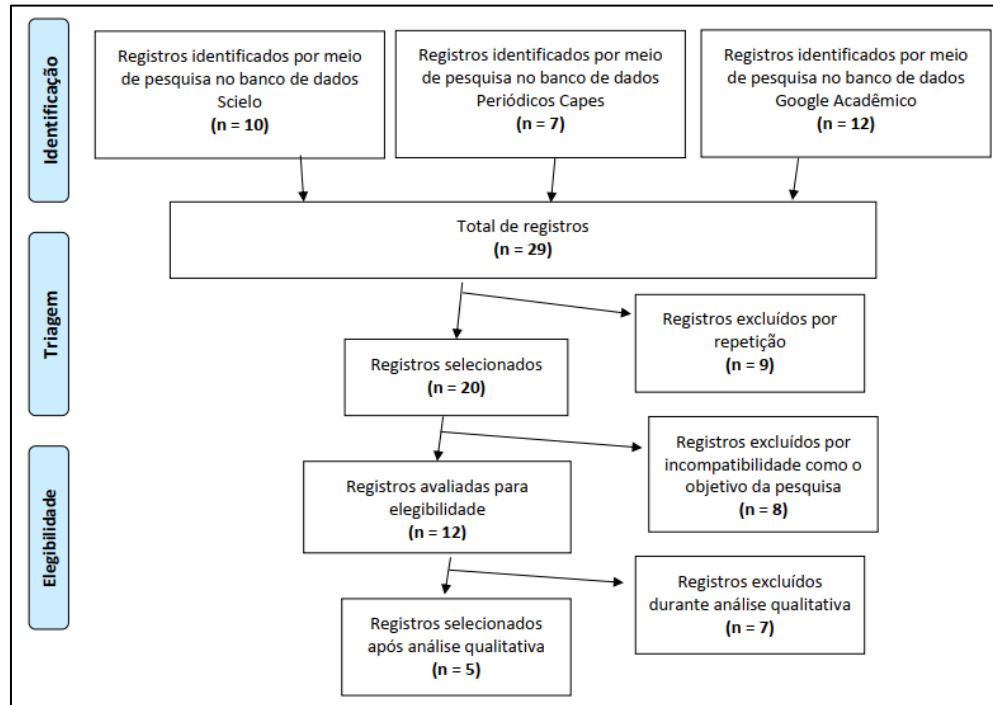 Identificação
Registros identificados por meio
de pesquisa no banco de dados
Scielo
(n = 10)
Registros identificados por meio
de pesquisa no banco de dados
Periódicos Capes
(n = 7)
Registros identificados por meio
de pesquisa no banco de dados
Google Acadêmico
(n = 12)
Total de registros
(n = 29)
Triagem
Registros excluídos por
repetição
(n = 9)
Registros selecionados
(n = 20)
Registros excluídos por
incompatibilidade como o
objetivo da pesquisa
(n = 8)
Elegibilidade
Registros avaliadas para
elegibilidade
(n = 12)
Registros excluídos
durante análise qualitativa
(n = 7)
Registros selecionados
após análise qualitativa
(n = 5)